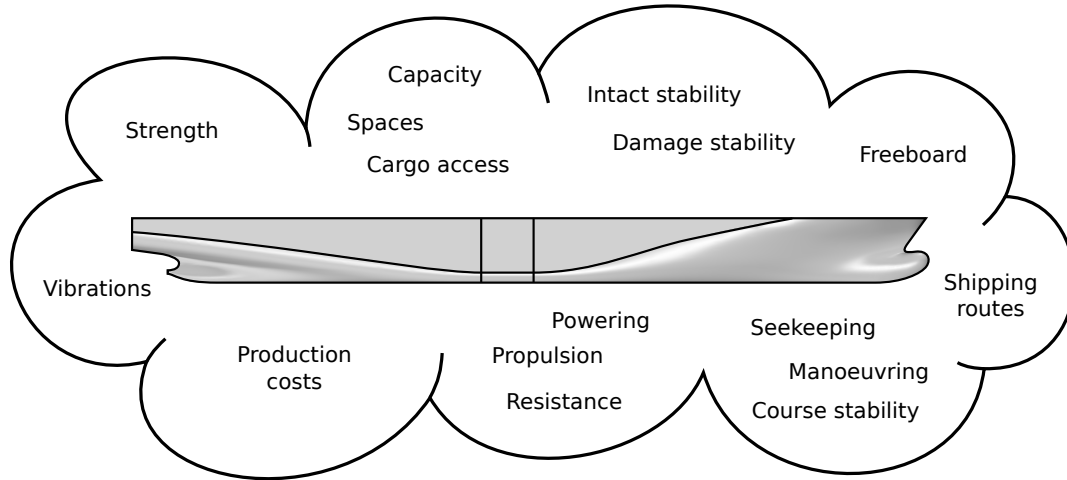 Capacity
Intact stability
Strength
Spaces
Damage stability
Cargo access
Freeboard
Vibrations
Shipping
routes
Powering
Seekeeping
Production
costs
Propulsion
Manoeuvring
Resistance
Course stability